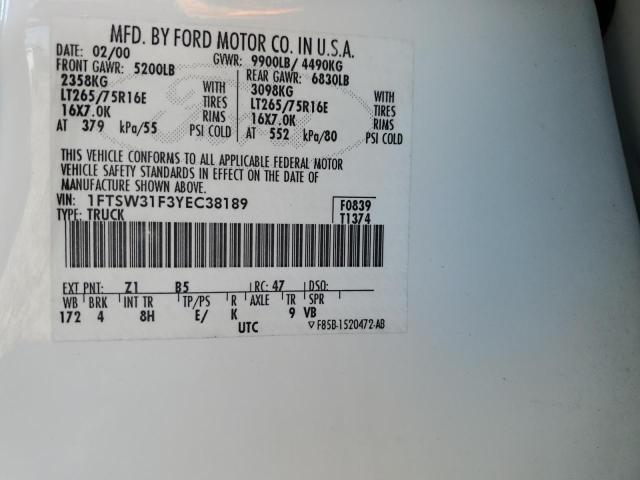 MFD. BY FORD MOTOR CO. IN U.S.A.
DATE: 02/00 GVWR: 9900LB/ 4490KG
FRONT GAWR: 5200LB REAR GAWR: 6830LB
2358KG WITH 3098KG WITH
LT265/75R16E TIRES LT265/75R16E TIRES
16X7.0K RIMS 16X7.0K RIMS
AT 379 kPa/55 PSI COLD AT 552 kPa/80 PSI COLD
THIS VEHICLE CONFORMS TO ALL APPLICABLE FEDERAL MOTOR
VEHICLE SAFETY STANDARDS IN EFFECT ON THE DATE OF
MANUFACTURE SHOWN ABOVE.
VIN: 1FTSW31F3YEC38189 F0839
TYPE: TRUCK T1374
EXT PNT: Z1 B5 RC: 47 DSO:
WB BRK INT TR TP/PS R AXLE TR SPR
172 4 8H E/ K 9 VB
UTC ▽F85B-1520472-AB